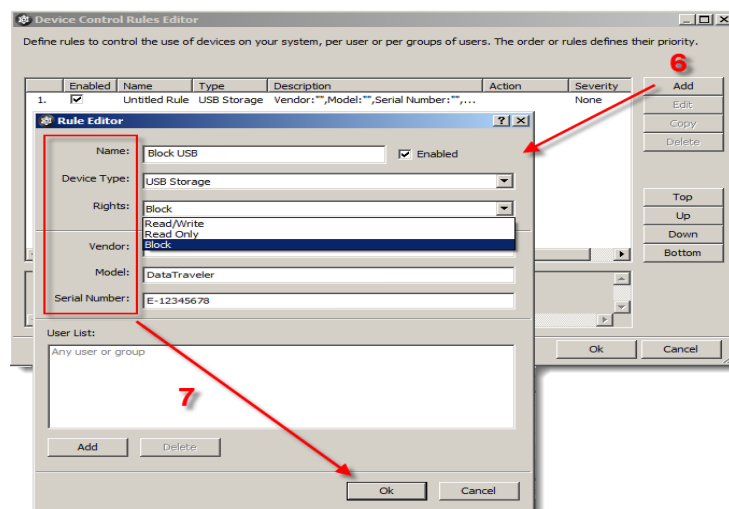 Device Control Rules Editor
Define rules to control the use of devices on your system, per user or per groups of users. The order or rules defines their priority.
6
Enabled Name Type Description Action Severity
1. Untitled Rule USB Storage Vendor:"",Model:"",Serial Number:"",... None
Add
Edit
Copy
Delete
Top
Up
Down
Bottom
Ok Cancel
Rule Editor
Name: Block USB Enabled
Device Type: USB Storage
Rights: Block
Read/Write
Read Only
Block
Vendor:
Model: DataTraveler
Serial Number: E-12345678
User List:
Any user or group
7
Add Delete
Ok Cancel